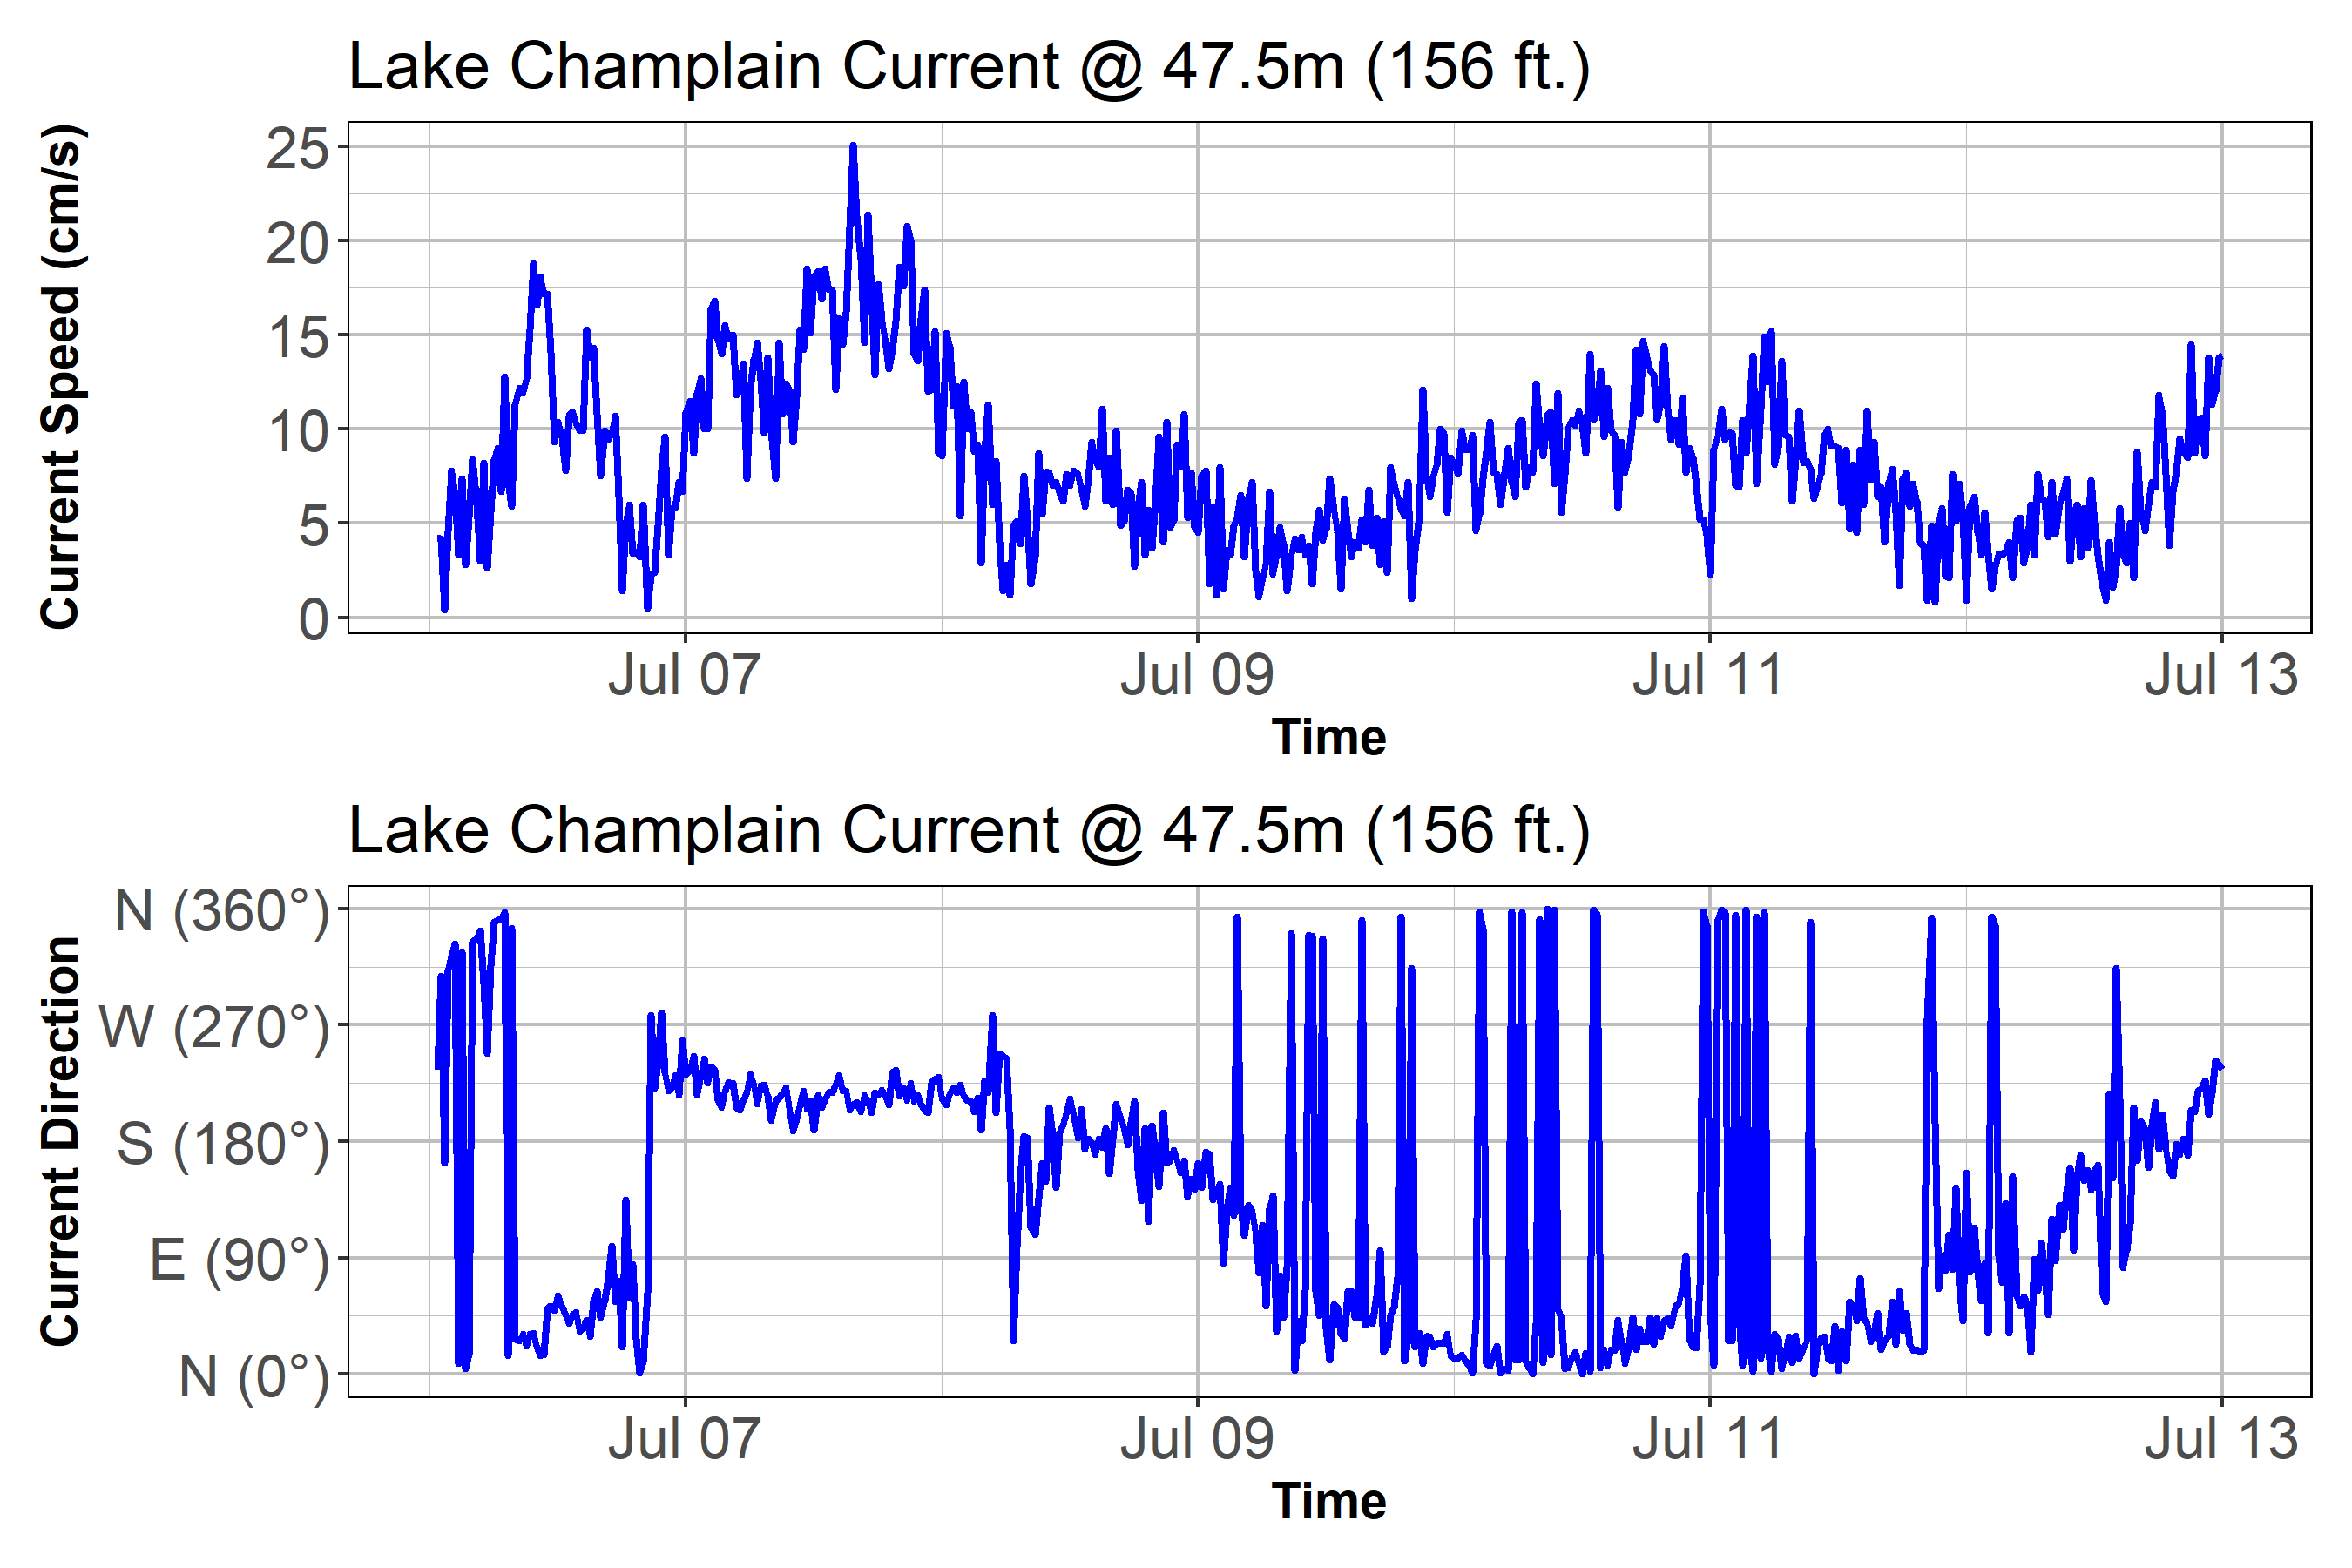 Lake Champlain Current @ 47.5m (156 ft.)
Current Speed (cm/s)
25
20
15
10
5
0
Jul 07 Jul 09 Jul 11 Jul 13
Time
Lake Champlain Current @ 47.5m (156 ft.)
Current Direction
N (360°)
W (270°)
S (180°)
E (90°)
N (0°)
Jul 07 Jul 09 Jul 11 Jul 13
Time